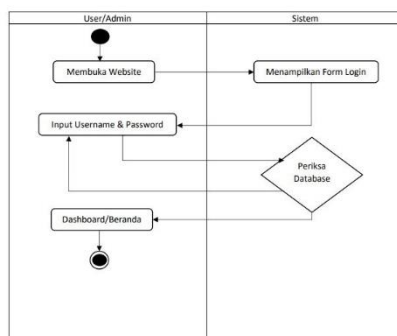 User/Admin
Sistem
Membuka Website
Menampilkan Form Login
Input Username & Password
Periksa
Database
Dashboard/Beranda